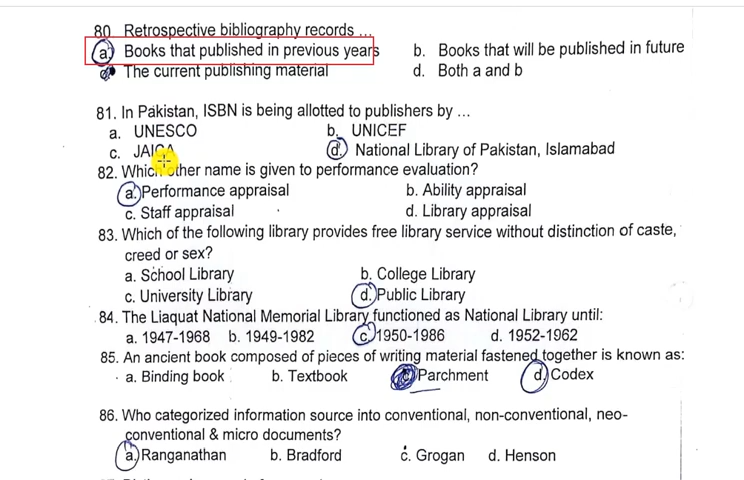 80 Retrospective bibliography records ...
a. Books that published in previous years b. Books that will be published in future
The current publishing material d. Both a and b
81. In Pakistan, ISBN is being allotted to publishers by ...
a. UNESCO b. UNICEF
c. JAICA d. National Library of Pakistan, Islamabad
82. Which other name is given to performance evaluation?
a. Performance appraisal b. Ability appraisal
c. Staff appraisal d. Library appraisal
83. Which of the following library provides free library service without distinction of caste,
creed or sex?
a. School Library b. College Library
c. University Library d. Public Library
84. The Liaquat National Memorial Library functioned as National Library until:
a. 1947-1968 b. 1949-1982 c. 1950-1986 d. 1952-1962
85. An ancient book composed of pieces of writing material fastened together is known as:
a. Binding book b. Textbook c. Parchment d. Codex
86. Who categorized information source into conventional, non-conventional, neo-
conventional & micro documents?
a. Ranganathan b. Bradford c. Grogan d. Henson